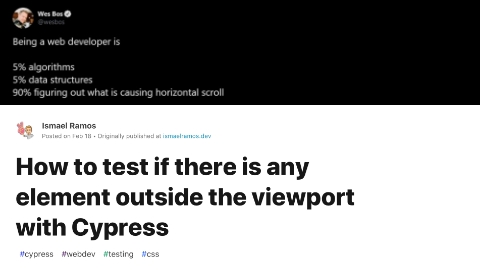 Wes Bos
@wesbos
Being a web developer is
5% algorithms
5% data structures
90% figuring out what is causing horizontal scroll
Ismael Ramos
Posted on Feb 18 • Originally published at ismaelramos.dev
How to test if there is any
element outside the viewport
with Cypress
#cypress #webdev #testing #css